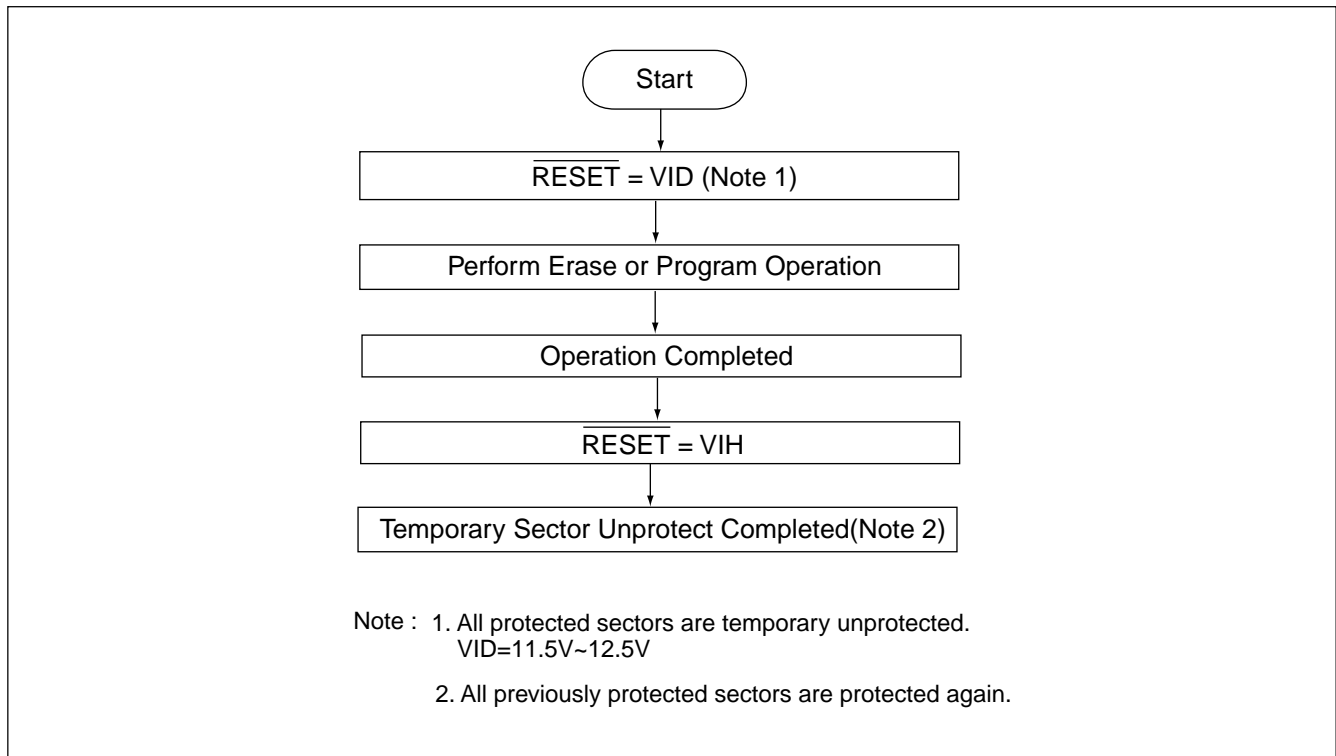 Start
R̅E̅S̅E̅T̅ = VID (Note 1)
Perform Erase or Program Operation
Operation Completed
R̅E̅S̅E̅T̅ = VIH
Temporary Sector Unprotect Completed(Note 2)
Note : 1. All protected sectors are temporary unprotected.
VID=11.5V~12.5V
2. All previously protected sectors are protected again.